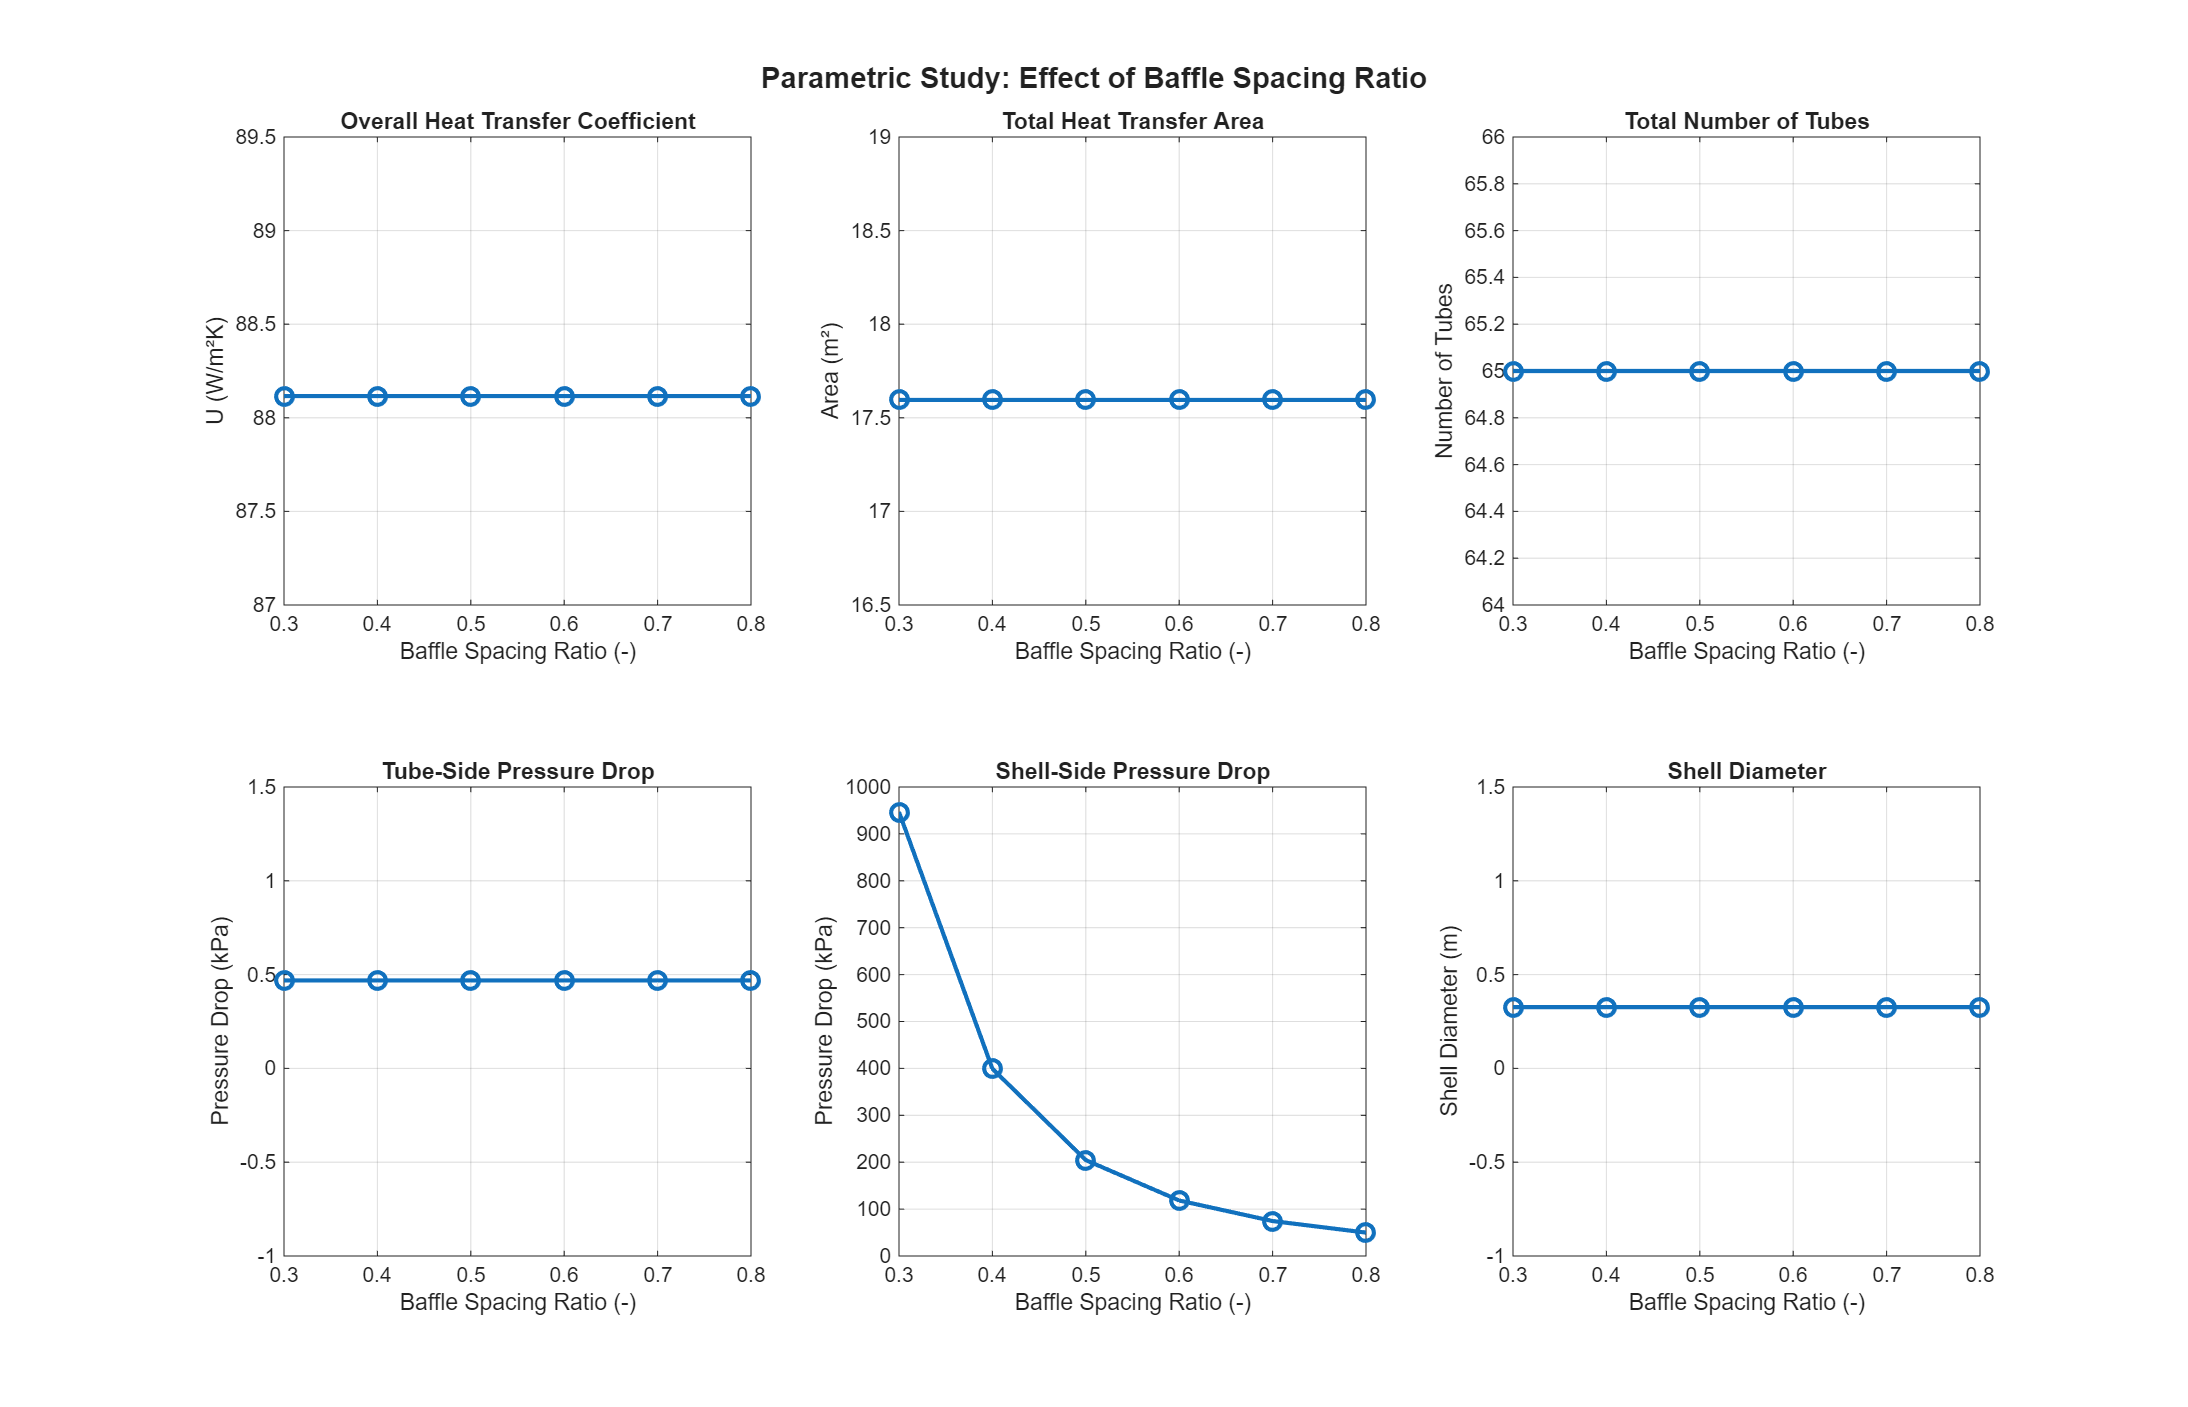 Parametric Study: Effect of Baffle Spacing Ratio
Overall Heat Transfer Coefficient
89.5
89
88.5
88
87.5
87
U (W/m²K)
0.3 0.4 0.5 0.6 0.7 0.8
Baffle Spacing Ratio (-)
Total Heat Transfer Area
19
18.5
18
17.5
17
16.5
Area (m²)
0.3 0.4 0.5 0.6 0.7 0.8
Baffle Spacing Ratio (-)
Total Number of Tubes
66
65.8
65.6
65.4
65.2
65
64.8
64.6
64.4
64.2
64
Number of Tubes
0.3 0.4 0.5 0.6 0.7 0.8
Baffle Spacing Ratio (-)
Tube-Side Pressure Drop
1.5
1
0.5
0
-0.5
-1
Pressure Drop (kPa)
0.3 0.4 0.5 0.6 0.7 0.8
Baffle Spacing Ratio (-)
Shell-Side Pressure Drop
1000
900
800
700
600
500
400
300
200
100
0
Pressure Drop (kPa)
0.3 0.4 0.5 0.6 0.7 0.8
Baffle Spacing Ratio (-)
Shell Diameter
1.5
1
0.5
0
-0.5
-1
Shell Diameter (m)
0.3 0.4 0.5 0.6 0.7 0.8
Baffle Spacing Ratio (-)